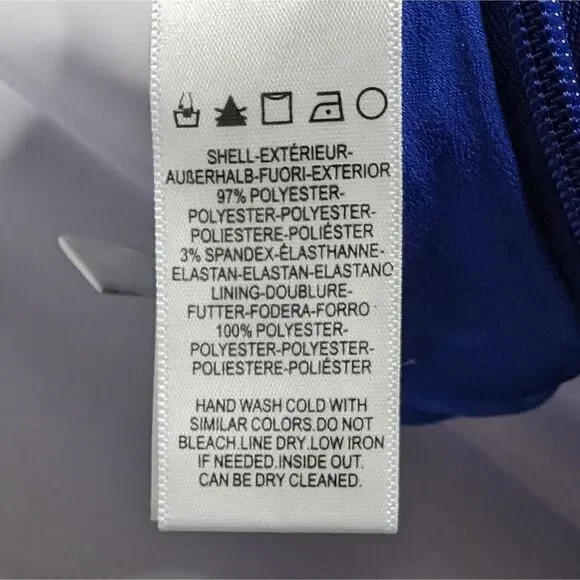 SHELL-EXTÉRIEUR-
AUßERHALB-FUORI-EXTERIOR
97% POLYESTER-
POLYESTER-POLYESTER-
POLIESTERE-POLIÉSTER
3% SPANDEX-ÉLASTHANNE-
ELASTAN-ELASTAN-ELASTANO
LINING-DOUBLURE-
FUTTER-FODERA-FORRO
100% POLYESTER-
POLYESTER-POLYESTER-
POLIESTERE-POLIÉSTER
HAND WASH COLD WITH
SIMILAR COLORS.DO NOT
BLEACH.LINE DRY.LOW IRON
IF NEEDED.INSIDE OUT.
CAN BE DRY CLEANED.